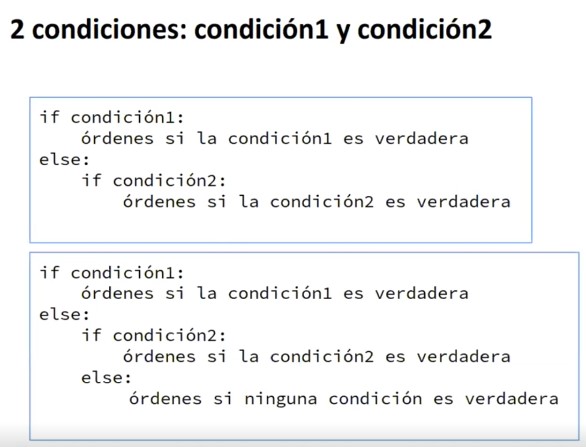 2 condiciones: condición1 y condición2
if condición1:
    órdenes si la condición1 es verdadera
else:
    if condición2:
        órdenes si la condición2 es verdadera
if condición1:
    órdenes si la condición1 es verdadera
else:
    if condición2:
        órdenes si la condición2 es verdadera
    else:
        órdenes si ninguna condición es verdadera